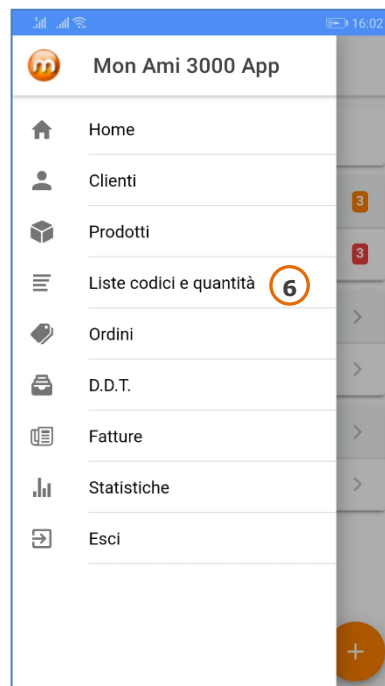 16:02
m Mon Ami 3000 App
Home
Clienti
3
Prodotti
3
Liste codici e quantità 6
Ordini
D.D.T.
Fatture
Statistiche
Esci
+